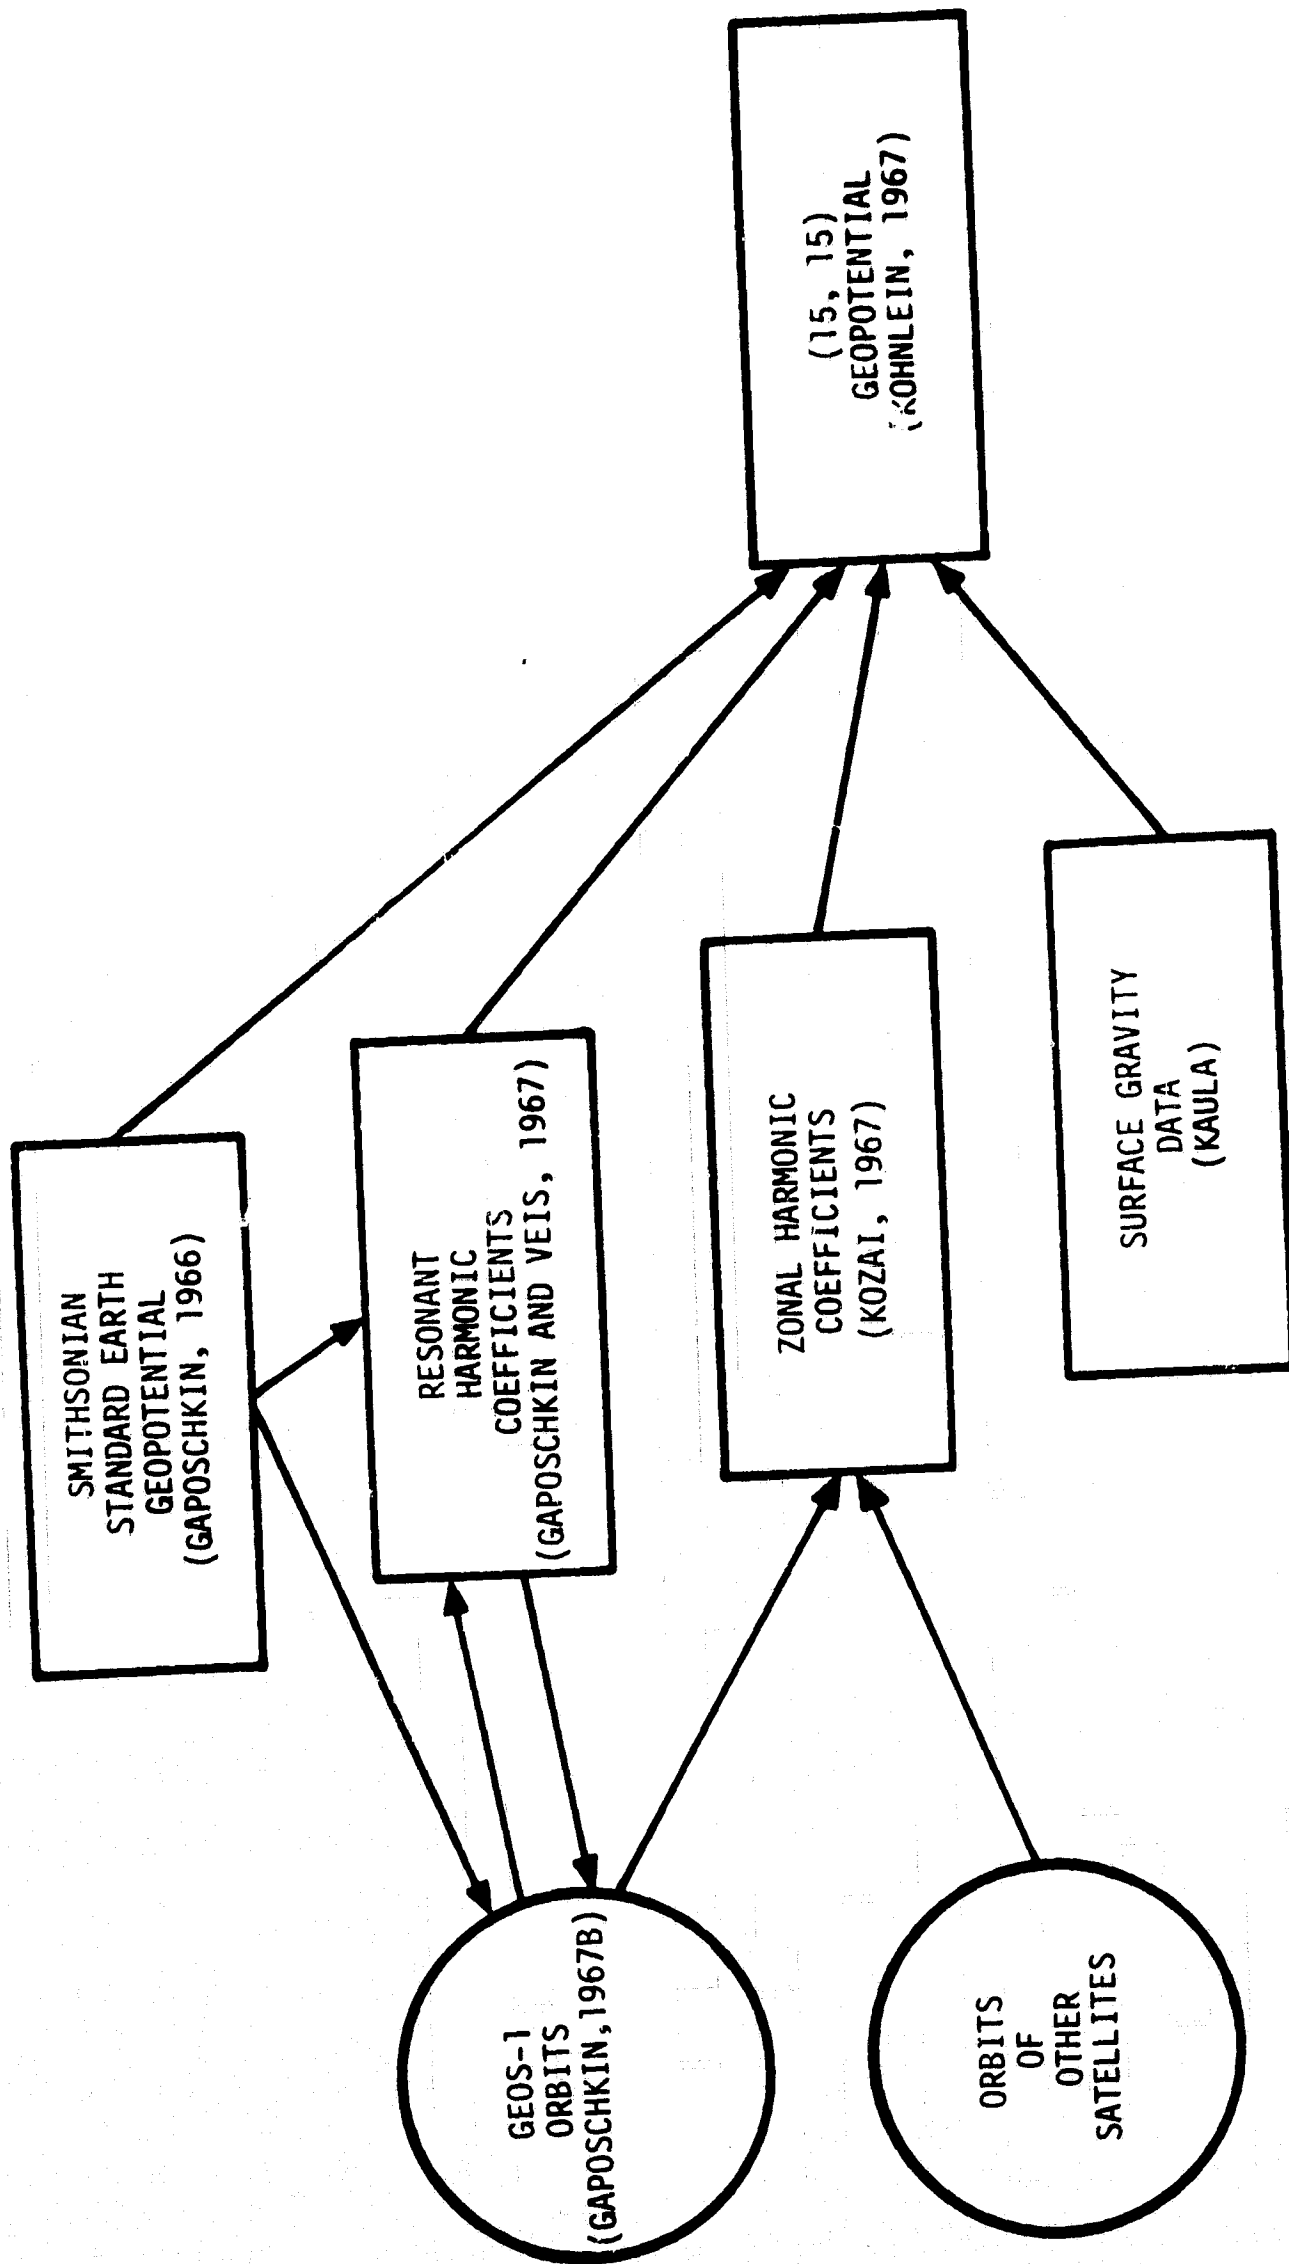 SMITHSONIAN
STANDARD EARTH
GEOPOTENTIAL
(GAPOSCHKIN, 1966)
RESONANT
HARMONIC
COEFFICIENTS
(GAPOSCHKIN AND VEIS, 1967)
GEOS-1
ORBITS
(GAPOSCHKIN,1967B)
ZONAL HARMONIC
COEFFICIENTS
(KOZAI, 1967)
(15, 15)
GEOPOTENTIAL
(KOHNLEIN, 1967)
ORBITS
OF
OTHER
SATELLITES
SURFACE GRAVITY
DATA
(KAULA)